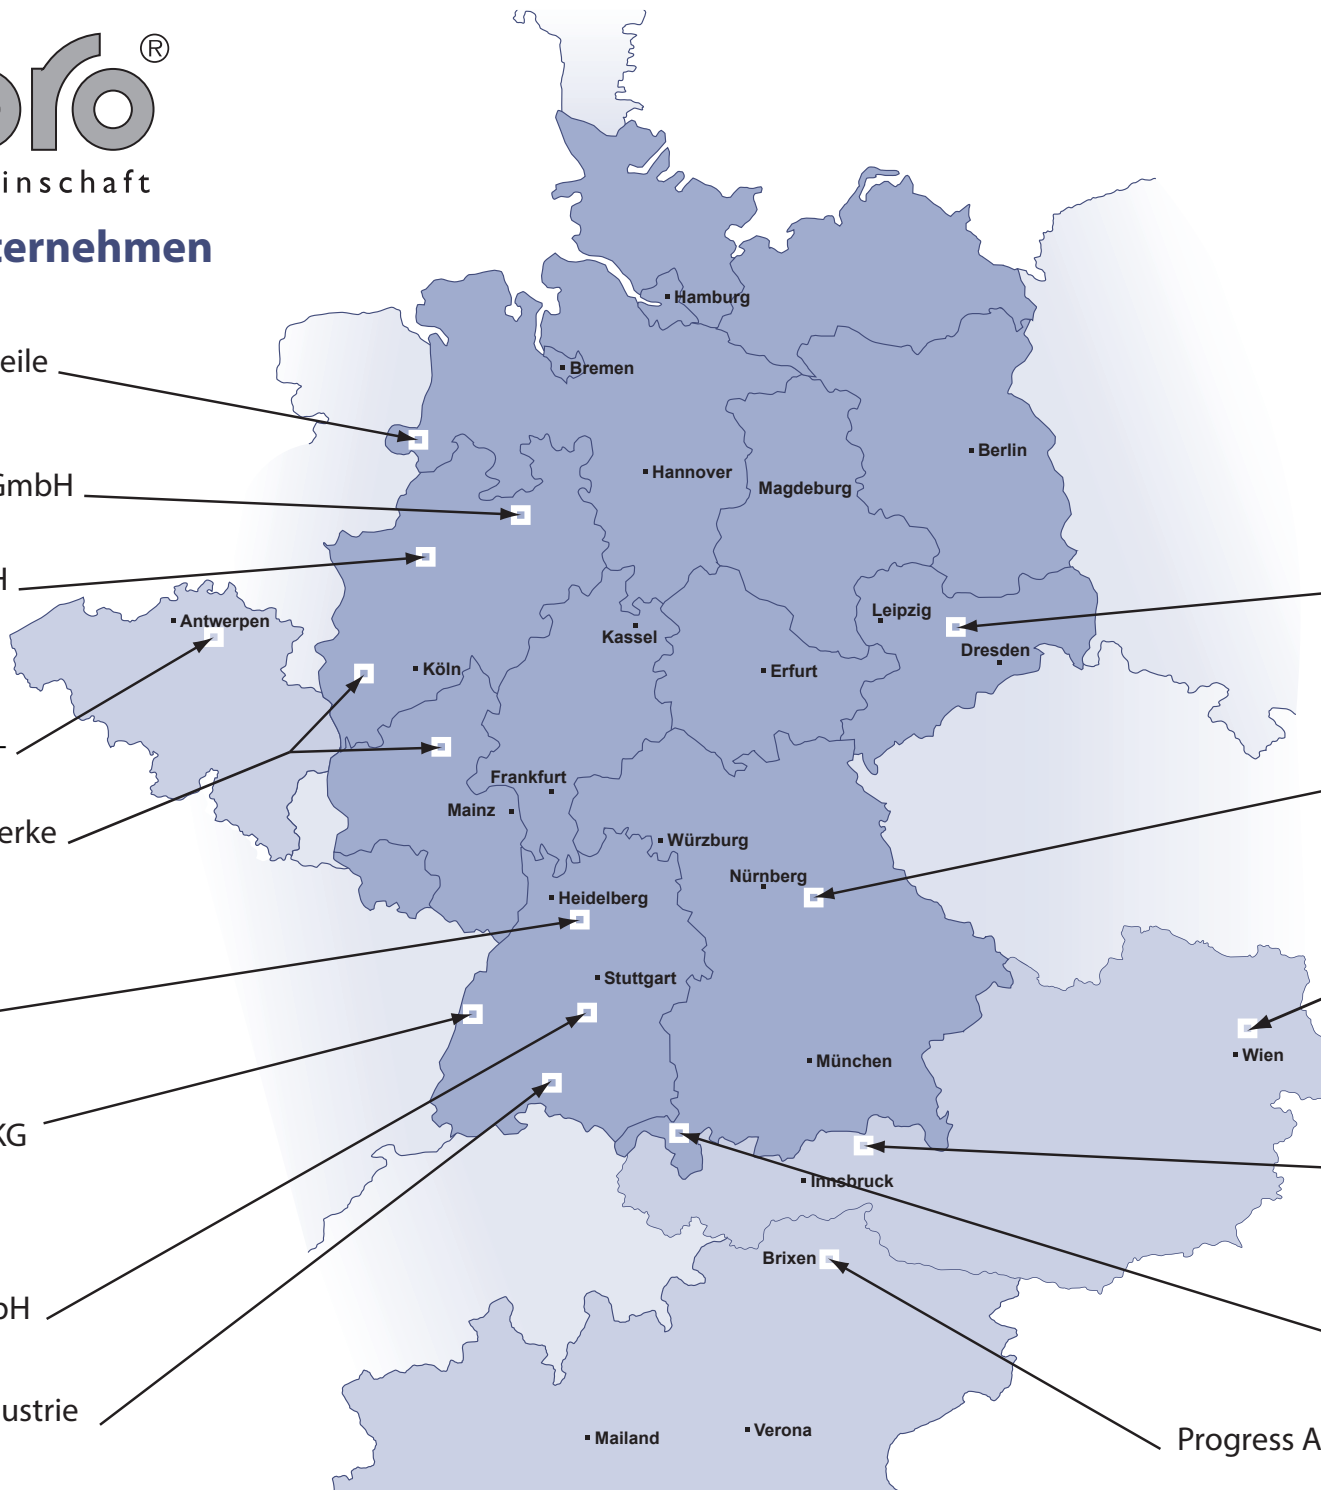 oro®
inschaft
ternehmen
Hamburg
eile
Bremen
Berlin
Hannover
GmbH
Magdeburg
H
Leipzig
Antwerpen
Kassel
Dresden
Köln
Erfurt
T
Frankfurt
Mainz
erke
Würzburg
Nürnberg
Heidelberg
Stuttgart
Wien
München
KG
Innsbruck
Brixen
bH
ustrie
Verona
Mailand
Progress A